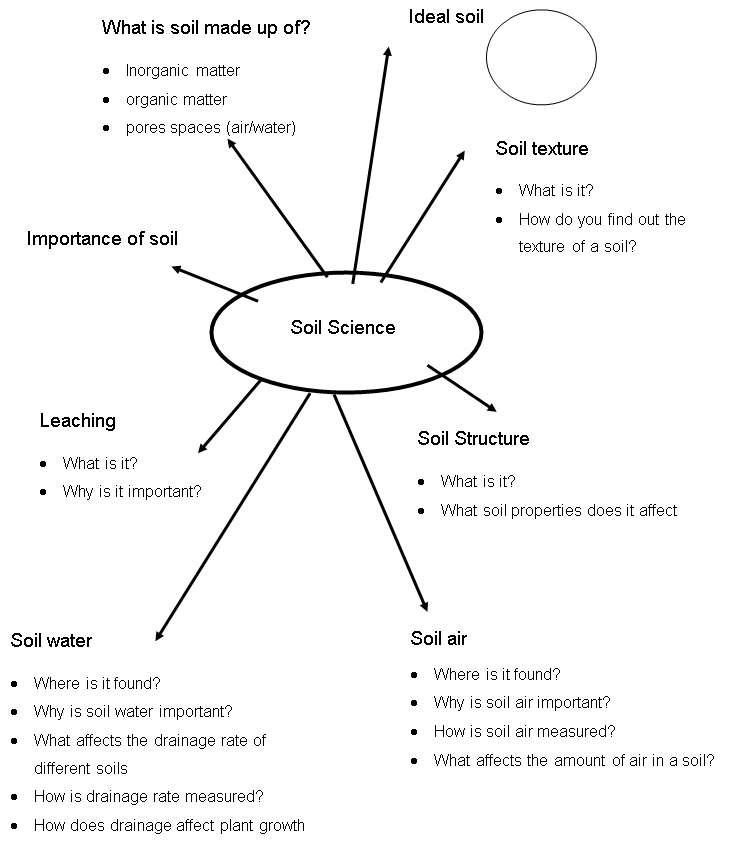 Ideal soil
What is soil made up of?
• Inorganic matter
• organic matter
• pores spaces (air/water)
Soil texture
• What is it?
• How do you find out the
texture of a soil?
Importance of soil
Soil Science
Leaching
• What is it?
• Why is it important?
Soil Structure
• What is it?
• What soil properties does it affect
Soil water
• Where is it found?
• Why is soil water important?
• What affects the drainage rate of
different soils
• How is drainage rate measured?
• How does drainage affect plant growth
Soil air
• Where is it found?
• Why is soil air important?
• How is soil air measured?
• What affects the amount of air in a soil?